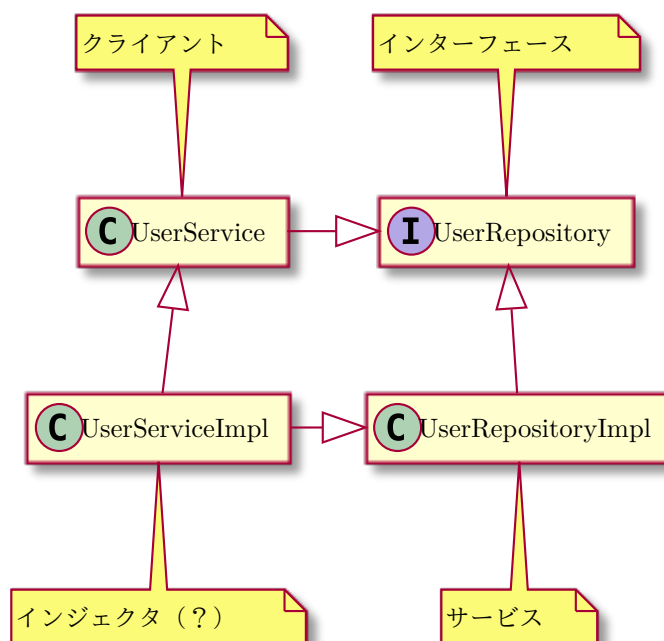 クライアント
インターフェース
C UserService
I UserRepository
C UserServiceImpl
C UserRepositoryImpl
インジェクタ（？）
サービス